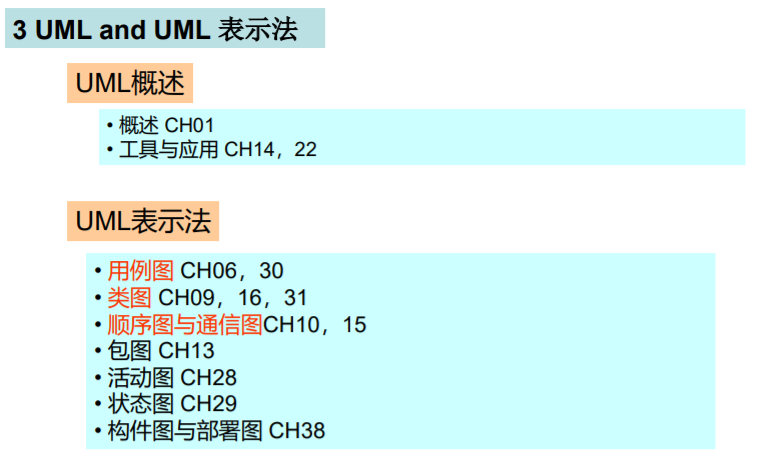 3 UML and UML 表示法
UML概述
• 概述 CH01
• 工具与应用 CH14，22
UML表示法
• 用例图 CH06，30
• 类图 CH09，16，31
• 顺序图与通信图CH10，15
• 包图 CH13
• 活动图 CH28
• 状态图 CH29
• 构件图与部署图 CH38